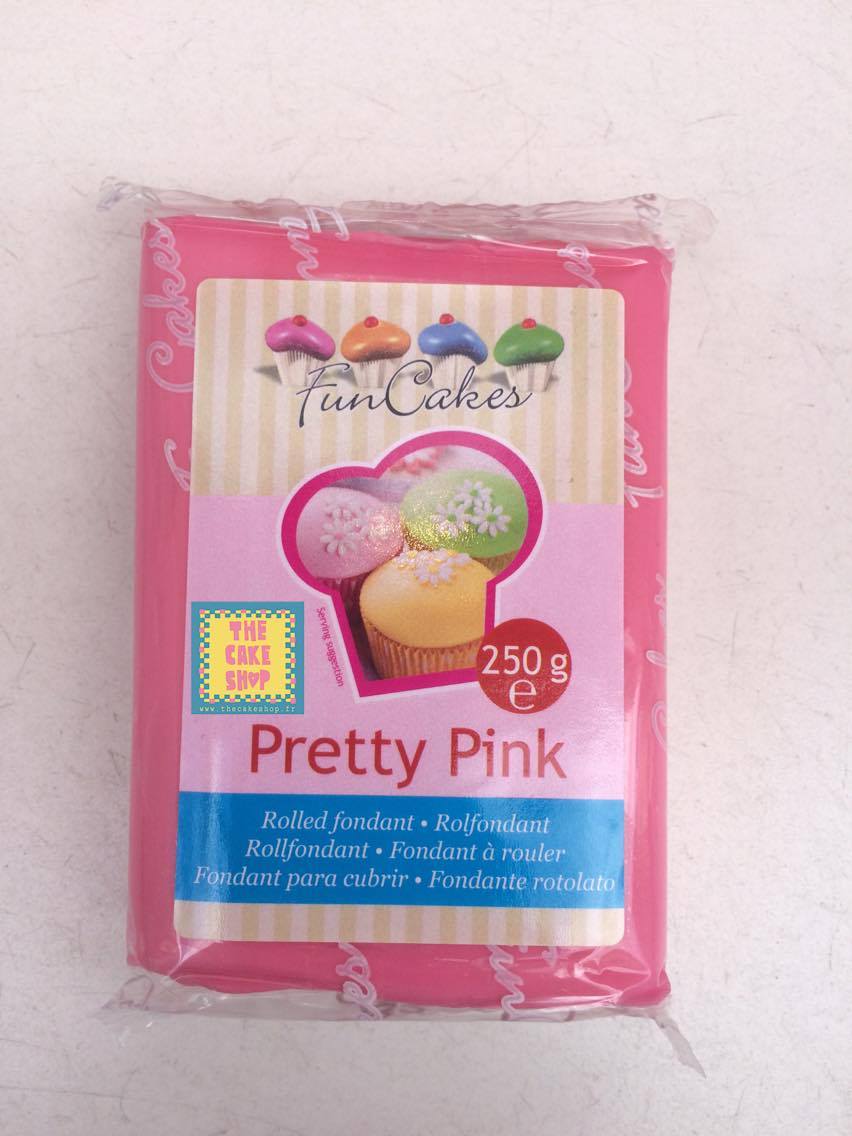 FunCakes
Serving suggestion
THE
CAKE
SHOP
www.thecakeshop.fr
250 g
e
Pretty Pink
Rolled fondant • Rolfondant
Rollfondant • Fondant à rouler
Fondant para cubrir • Fondante rotolato